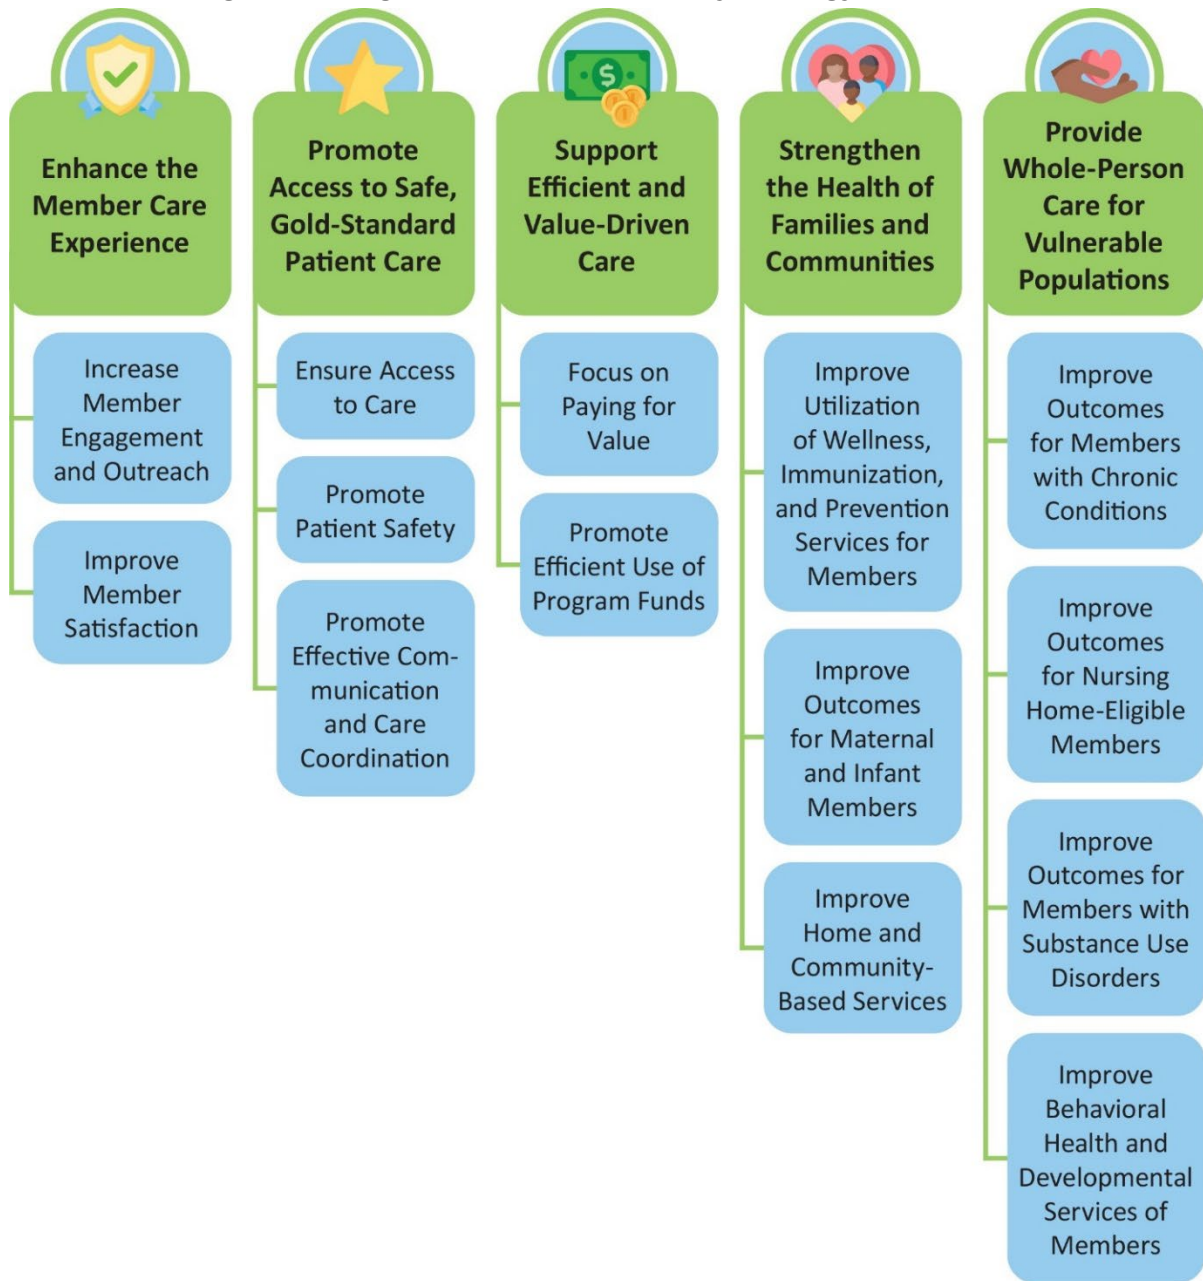 Enhance the
Member Care
Experience
Increase
Member
Engagement
and Outreach
Improve
Member
Satisfaction
Promote
Access to Safe,
Gold-Standard
Patient Care
Ensure Access
to Care
Promote
Patient Safety
Promote
Effective Com-
munication
and Care
Coordination
$
Support
Efficient and
Value-Driven
Care
Focus on
Paying for
Value
Promote
Efficient Use of
Program Funds
Strengthen
the Health of
Families and
Communities
Improve
Utilization
of Wellness,
Immunization,
and Prevention
Services for
Members
Improve
Outcomes
for Maternal
and Infant
Members
Improve
Home and
Community-
Based Services
Provide
Whole-Person
Care for
Vulnerable
Populations
Improve
Outcomes
for Members
with Chronic
Conditions
Improve
Outcomes
for Nursing
Home-Eligible
Members
Improve
Outcomes for
Members with
Substance Use
Disorders
Improve
Behavioral
Health and
Developmental
Services of
Members